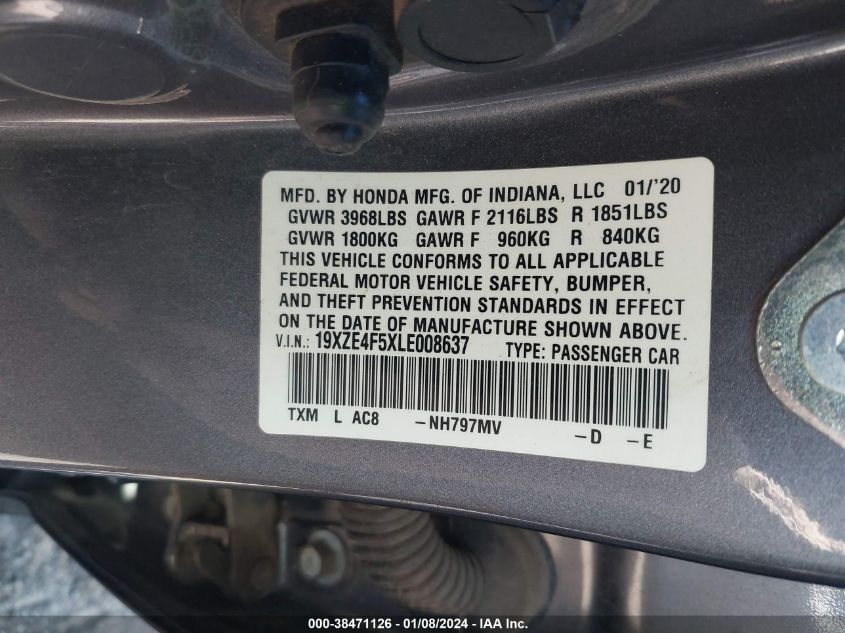 MFD. BY HONDA MFG. OF INDIANA, LLC 01/'20
GVWR 3968LBS GAWR F 2116LBS R 1851LBS
GVWR 1800KG GAWR F 960KG R 840KG
THIS VEHICLE CONFORMS TO ALL APPLICABLE
FEDERAL MOTOR VEHICLE SAFETY, BUMPER,
AND THEFT PREVENTION STANDARDS IN EFFECT
ON THE DATE OF MANUFACTURE SHOWN ABOVE.
V.I.N.: 19XZE4F5XLE008637 TYPE: PASSENGER CAR
TXM L AC8 -NH797MV -D -E
000-38471126 - 01/08/2024 - IAA Inc.